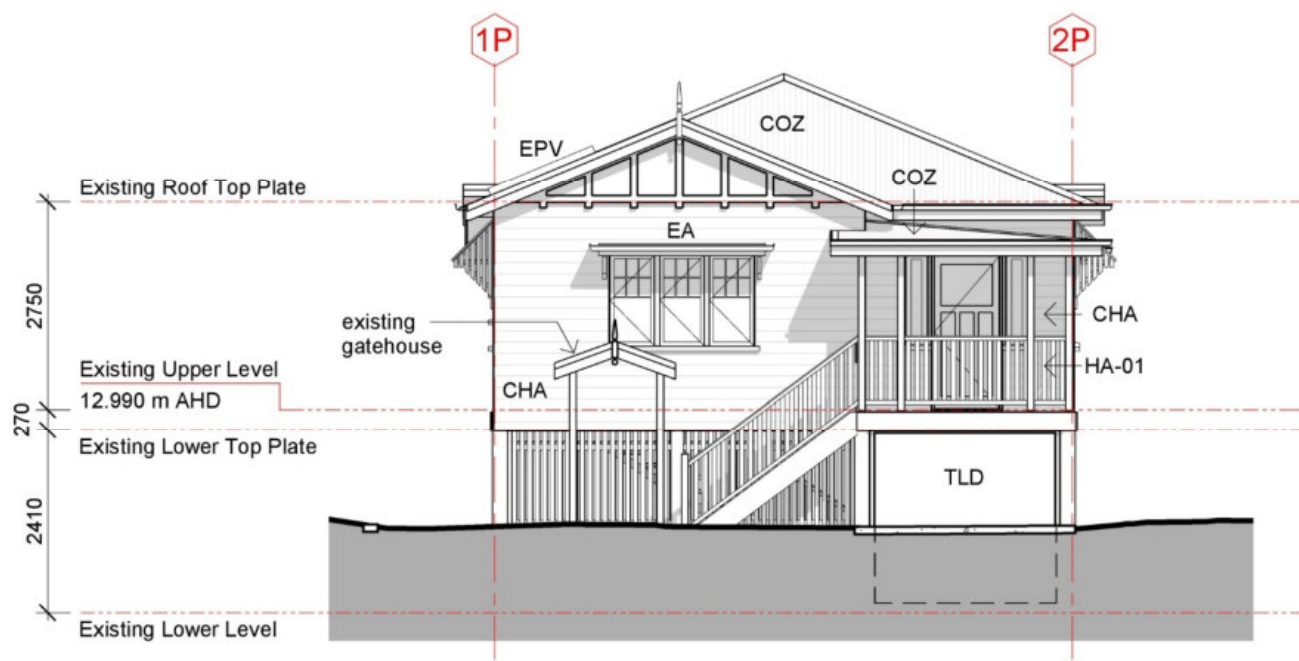 1P
2P
COZ
EPV
COZ
Existing Roof Top Plate
EA
2750
existing
gatehouse
CHA
HA-01
Existing Upper Level
12.990 m AHD
CHA
270
Existing Lower Top Plate
TLD
2410
Existing Lower Level